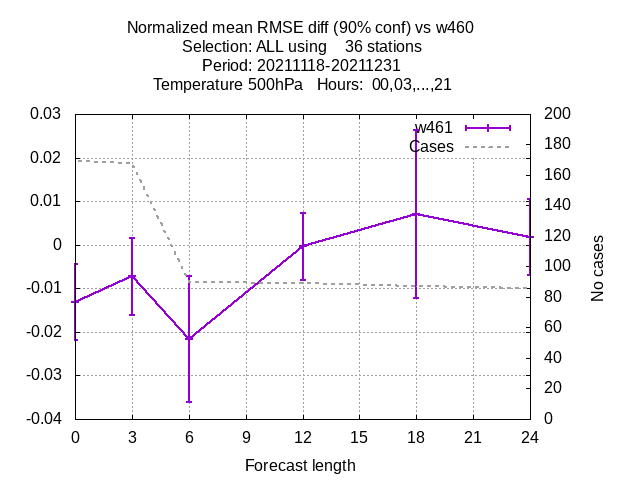 Normalized mean RMSE diff (90% conf) vs w460
Selection: ALL using    36 stations
Period: 20211118-20211231
Temperature 500hPa   Hours:  00,03,...,21
0.03
0.02
0.01
0
-0.01
-0.02
-0.03
-0.04
200
180
160
140
120
100
80
60
40
20
0
w461
Cases
No cases
0 3 6 9 12 15 18 21 24
Forecast length